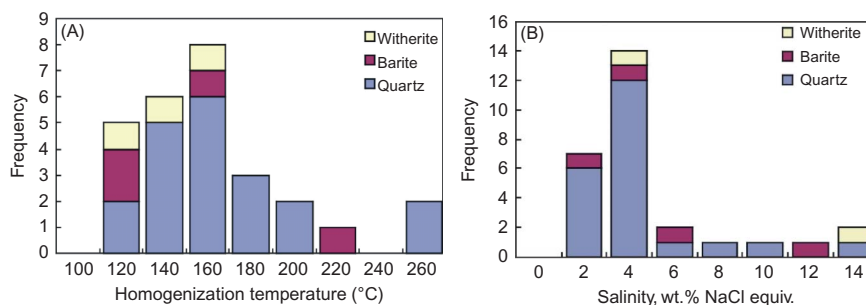 (A)
Witherite
Barite
Quartz
Frequency
9
8
7
6
5
4
3
2
1
0
100 120 140 160 180 200 220 240 260
Homogenization temperature (°C)
(B)
Witherite
Barite
Quartz
Frequency
16
14
12
10
8
6
4
2
0
0 2 4 6 8 10 12 14
Salinity, wt.% NaCl equiv.